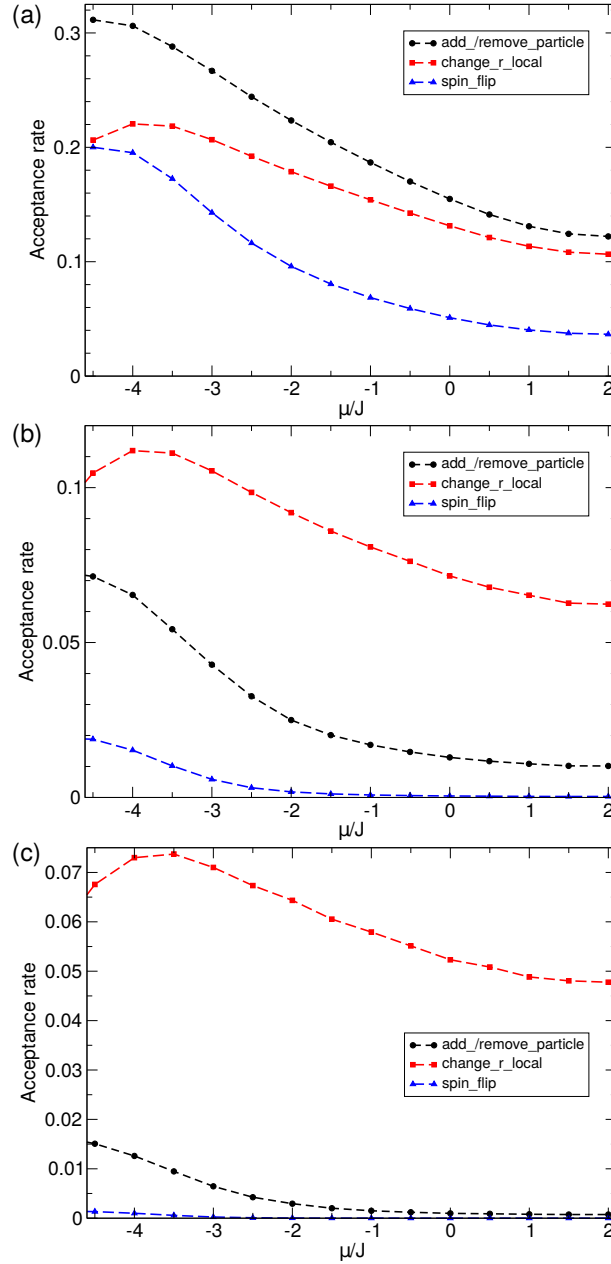 (a)
0.3
0.2
0.1
0
Acceptance rate
add_/remove_particle
change_r_local
spin_flip
-4
-3
-2
-1
0
1
2
μ/J
(b)
0.1
0.05
0
Acceptance rate
add_/remove_particle
change_r_local
spin_flip
-4
-3
-2
-1
0
1
2
μ/J
(c)
0.07
0.06
0.05
0.04
0.03
0.02
0.01
0
Acceptance rate
add_/remove_particle
change_r_local
spin_flip
-4
-3
-2
-1
0
1
2
μ/J